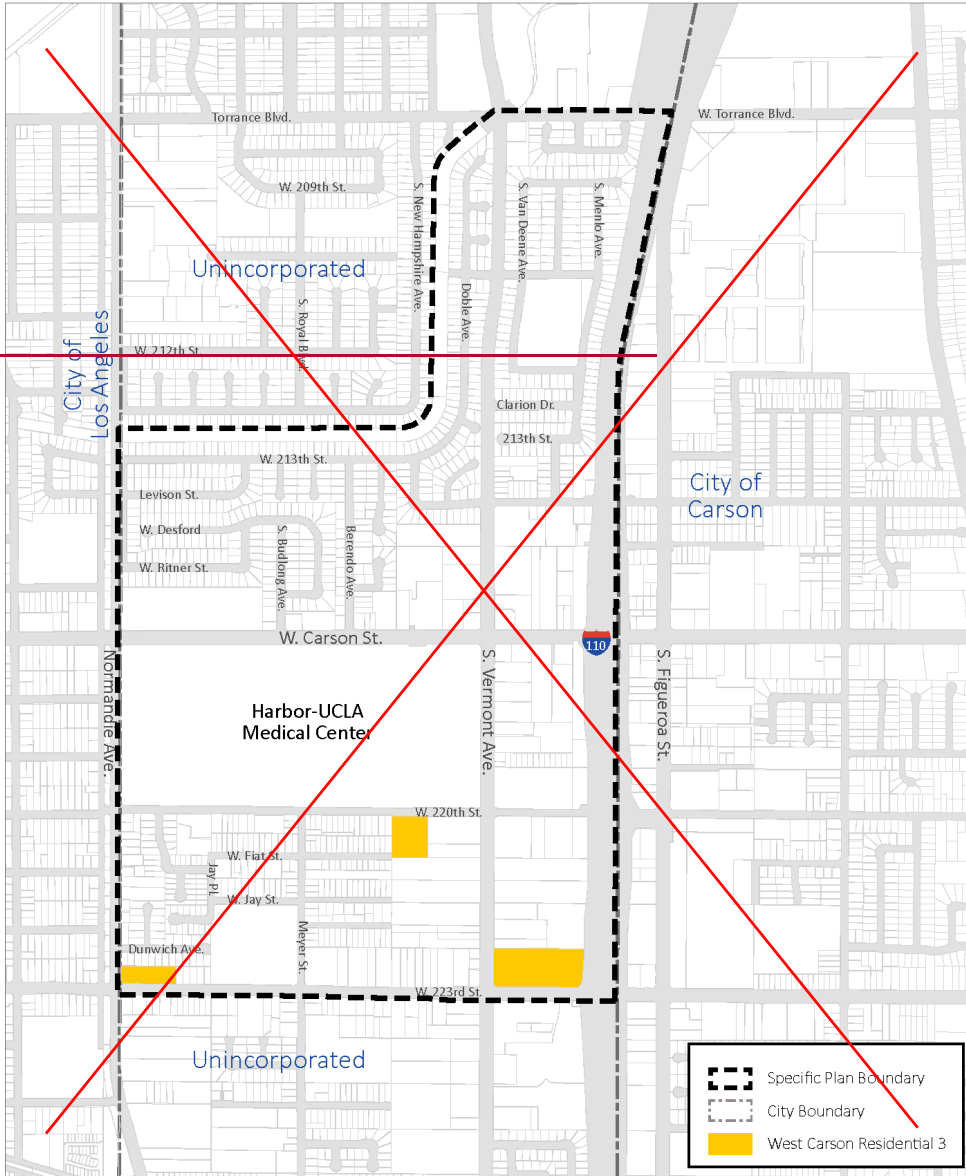 Torrance Blvd.
W. Torrance Blvd.
W. 209th St.
S. New Hampshire Ave.
S. Van Deene Ave.
S. Menlo Ave.
Unincorporated
Doble Ave.
S. Royal Blvd.
City of
Los Angeles
W. 212th St.
Clarion Dr.
213th St.
W. 213th St.
City of
Carson
Levison St.
W. Desford
S. Budlong Ave.
Berendo Ave.
W. Ritner St.
W. Carson St.
110
Normandie Ave.
S. Vermont Ave.
S. Figueroa St.
Harbor-UCLA
Medical Center
W. 220th St.
W. Fiat St.
Jay Pl.
W. Jay St.
Meyer St.
Dunwich Ave.
W. 223rd St.
Unincorporated
Specific Plan Boundary
City Boundary
West Carson Residential 3